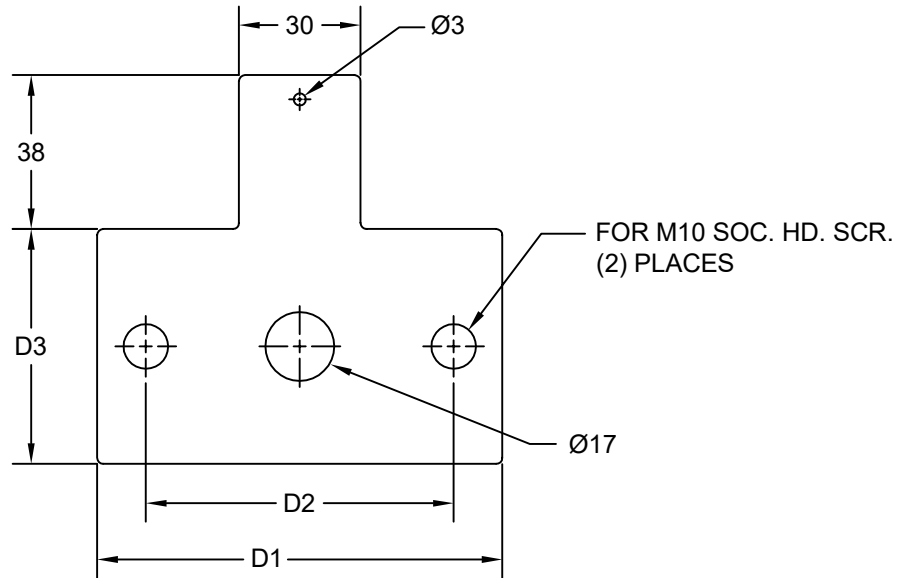 30
Ø3
38
FOR M10 SOC. HD. SCR.
(2) PLACES
D3
Ø17
D2
D1